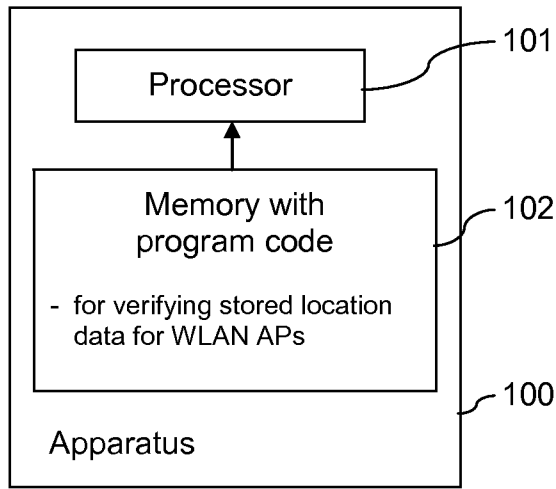 101
Processor
102
Memory with
program code
- for verifying stored location
data for WLAN APs
100
Apparatus